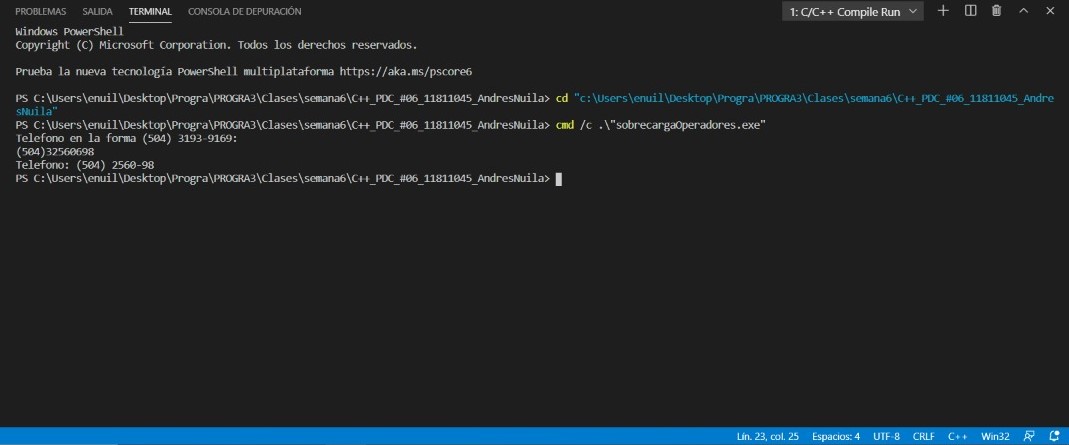 PROBLEMAS SALIDA TERMINAL CONSOLA DE DEPURACIÓN 1: C/C++ Compile Run
Windows PowerShell
Copyright (C) Microsoft Corporation. Todos los derechos reservados.
Prueba la nueva tecnología PowerShell multiplataforma https://aka.ms/pscore6
PS C:\Users\enuil\Desktop\Progra\PROGRA3\Clases\semana6\C++_PDC_#06_11811045_AndresNuila> cd "c:\Users\enuil\Desktop\Progra\PROGRA3\Clases\semana6\C++_PDC_#06_11811045_Andre
sNuila"
PS C:\Users\enuil\Desktop\Progra\PROGRA3\Clases\semana6\C++_PDC_#06_11811045_AndresNuila> cmd /c .\"sobrecargaOperadores.exe"
Telefono en la forma (504) 3193-9169:
(504)32560698
Telefono: (504) 2560-98
PS C:\Users\enuil\Desktop\Progra\PROGRA3\Clases\semana6\C++_PDC_#06_11811045_AndresNuila>
Lín. 23, col. 25 Espacios: 4 UTF-8 CRLF C++ Win32